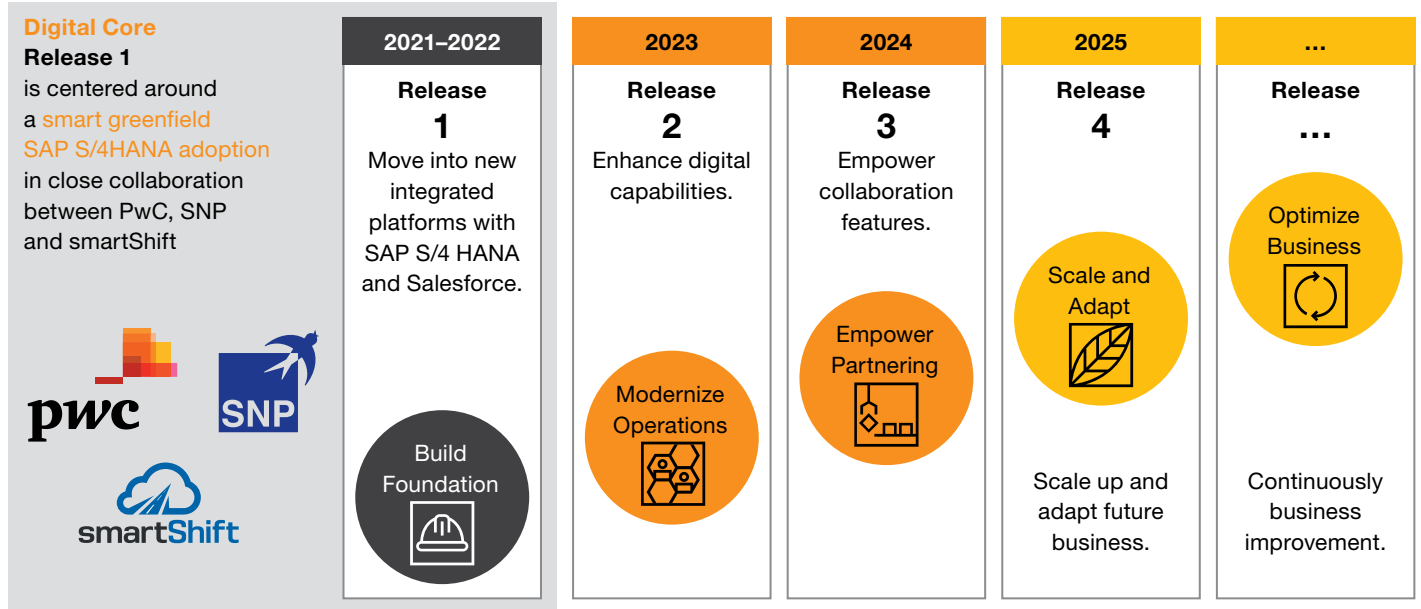 Digital Core
Release 1
is centered around
a smart greenfield
SAP S/4HANA adoption
in close collaboration
between PwC, SNP
and smartShift
pwc
SNP
smartShift
2021–2022
Release
1
Move into new
integrated
platforms with
SAP S/4 HANA
and Salesforce.
Build
Foundation
2023
Release
2
Enhance digital
capabilities.
Modernize
Operations
2024
Release
3
Empower
collaboration
features.
Empower
Partnering
2025
Release
4
Scale and
Adapt
Scale up and
adapt future
business.
...
Release
...
Optimize
Business
Continuously
business
improvement.